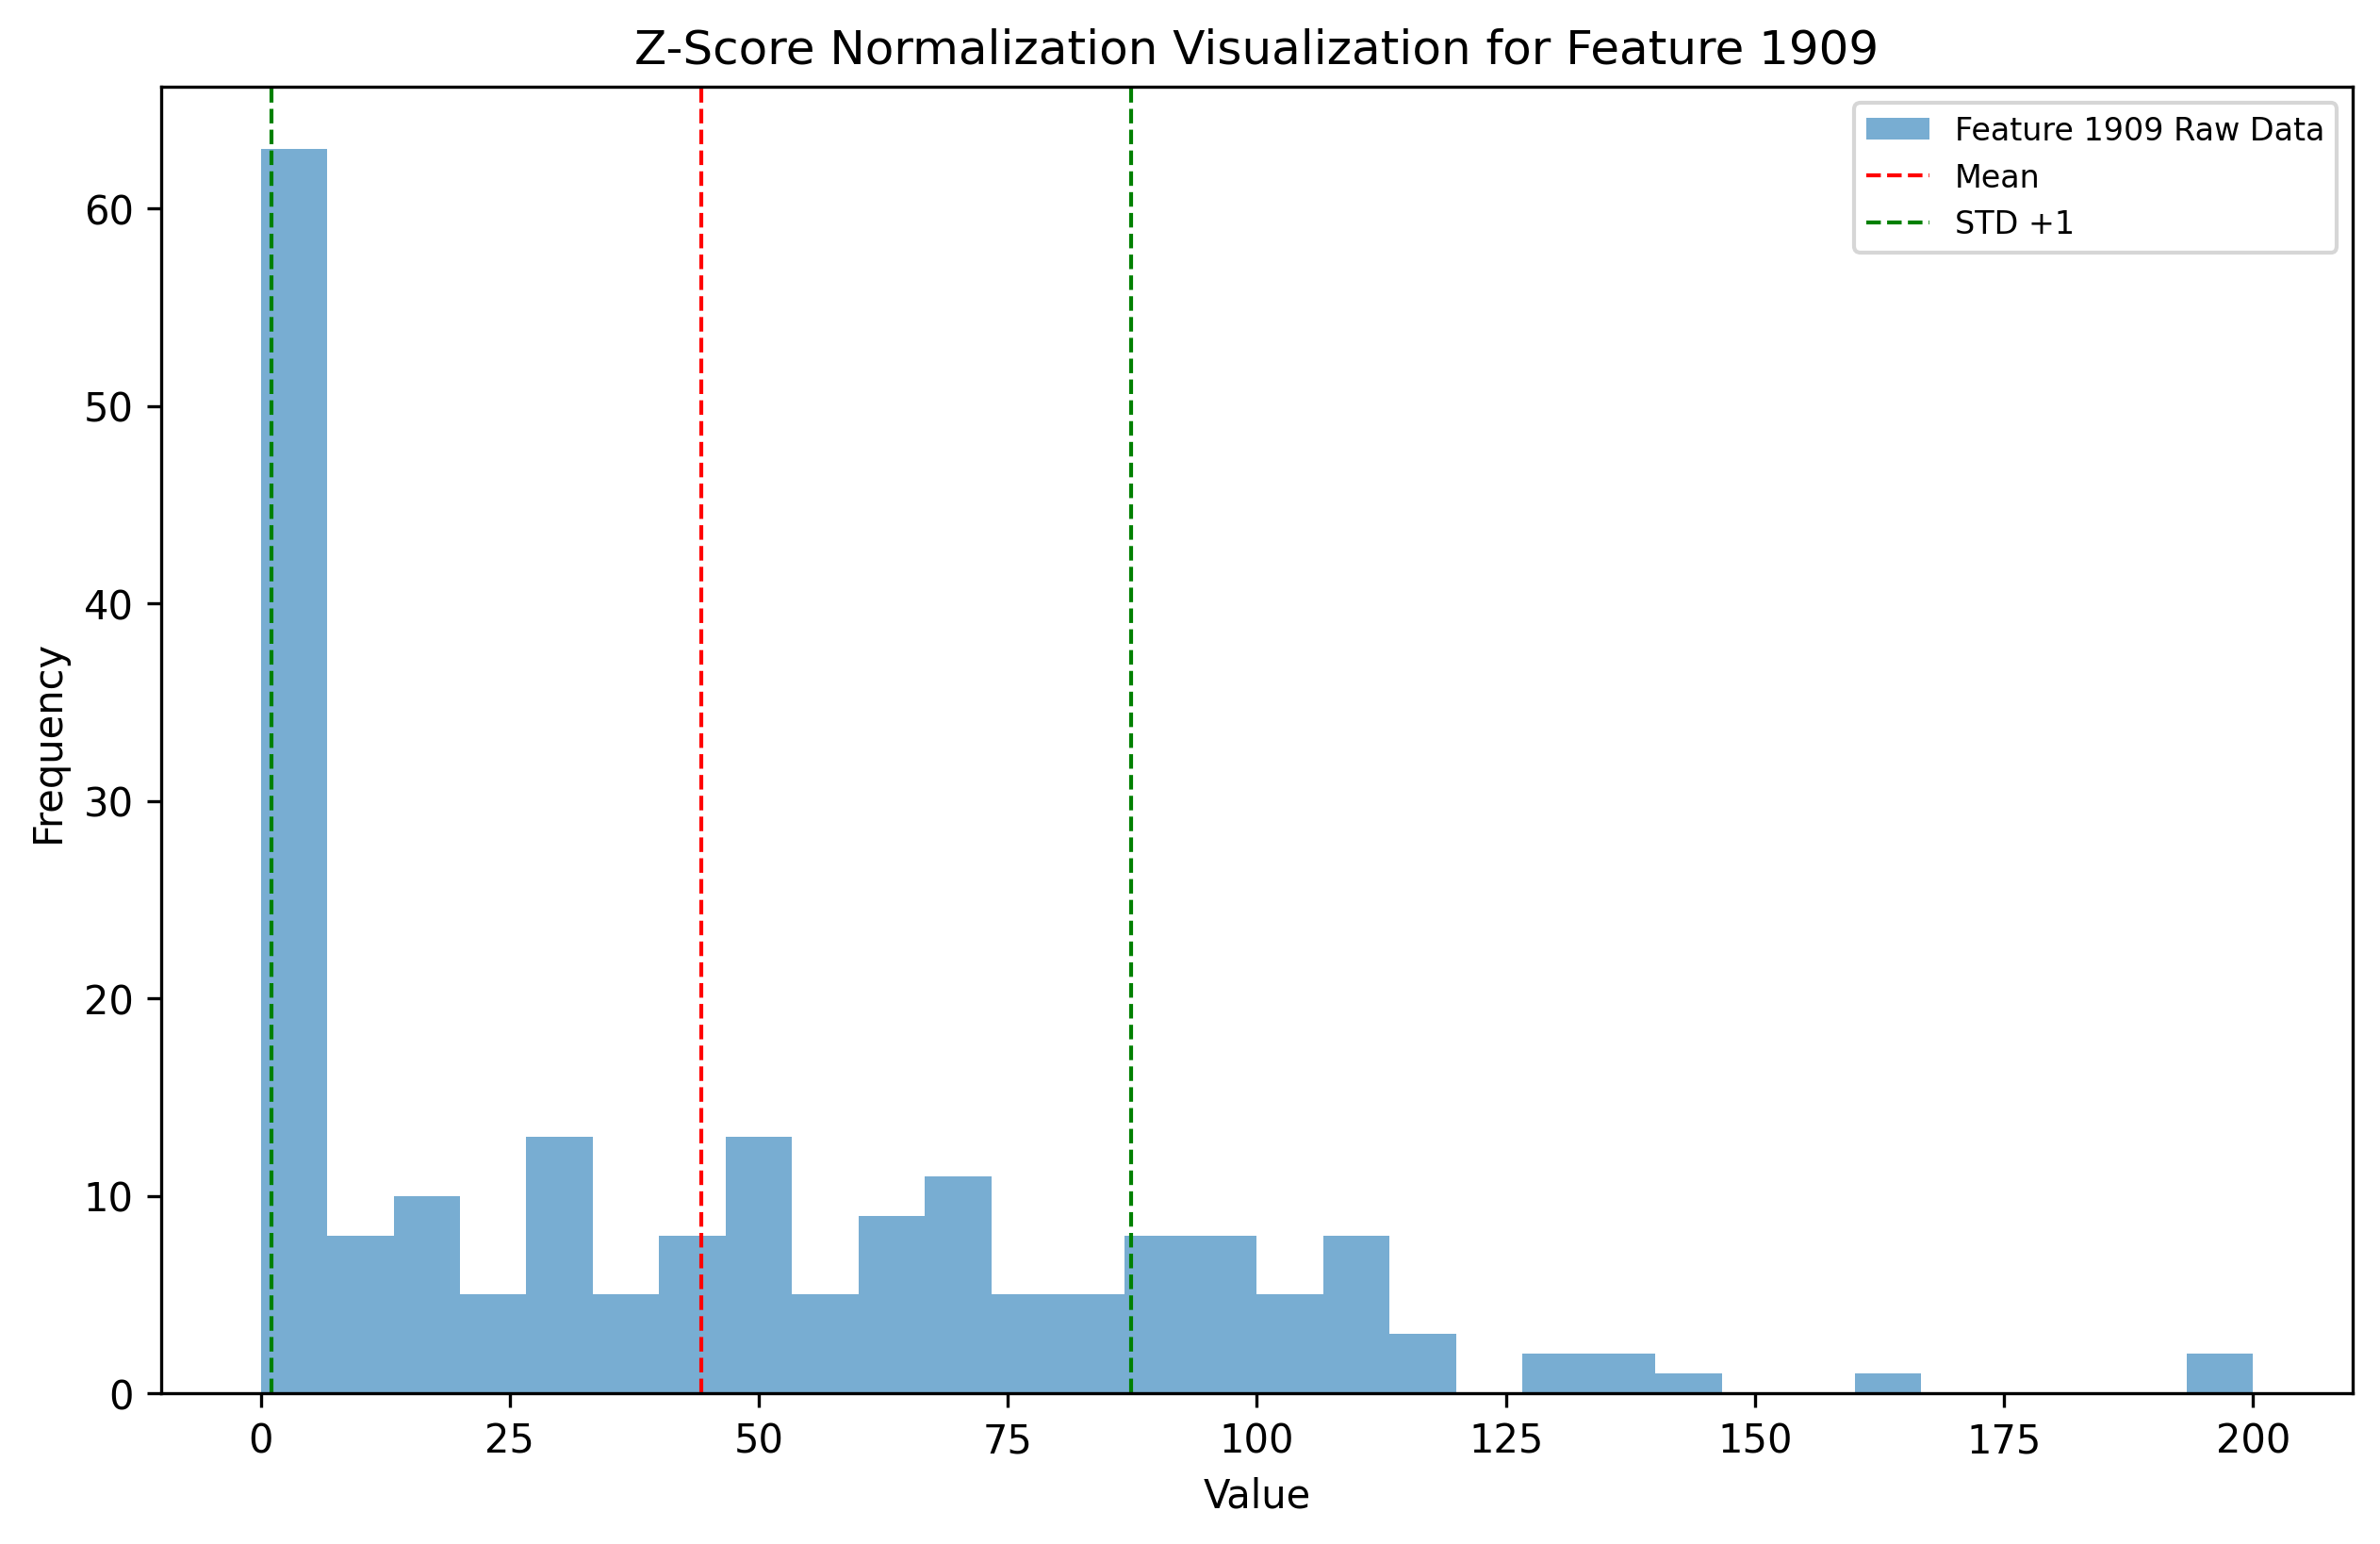 Z-Score Normalization Visualization for Feature 1909
Feature 1909 Raw Data
Mean
STD +1
60
50
40
30
20
10
0
Frequency
0 25 50 75 100 125 150 175 200
Value